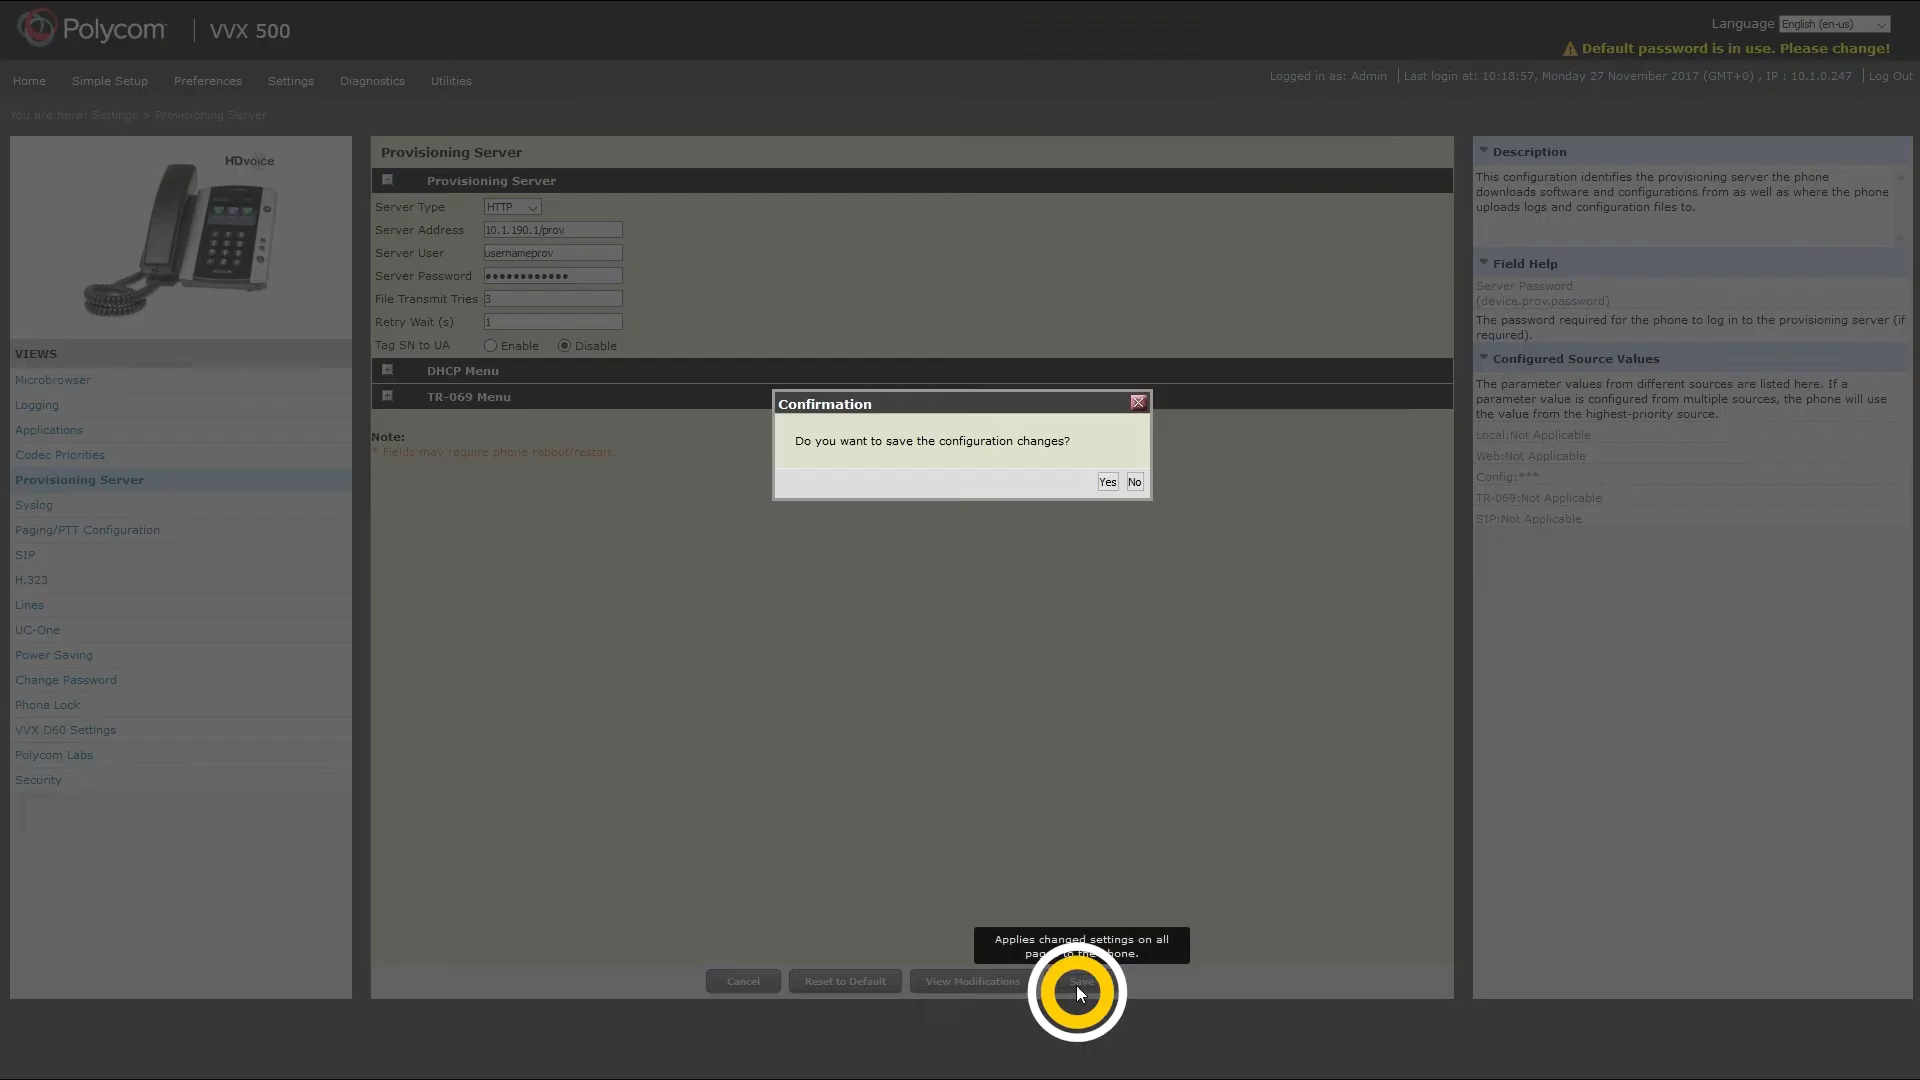 Polycom | VVX 500
Language English (en-us)
Default password is in use. Please change!
Home Simple Setup Preferences Settings Diagnostics Utilities
Logged in as: Admin | Last login at: 10:18:57, Monday 27 November 2017 (GMT+0) , IP : 10.1.0.247 | Log Out
You are here: Settings > Provisioning Server
HDvoice
VIEWS
Microbrowser
Logging
Applications
Codec Priorities
Provisioning Server
Syslog
Paging/PTT Configuration
SIP
H.323
Lines
UC-One
Power Saving
Change Password
Phone Lock
VVX D60 Settings
Polycom Labs
Security
Provisioning Server
Provisioning Server
Server Type HTTP
Server Address 10.1.190.1/prov
Server User usernameprov
Server Password ●●●●●●●●●●●●
File Transmit Tries 3
Retry Wait (s) 1
Tag SN to UA Enable Disable
DHCP Menu
TR-069 Menu
Note:
* Fields may require phone reboot/restart.
Confirmation
Do you want to save the configuration changes?
Yes No
Applies changed settings on all
pages to the phone.
Cancel Reset to Default View Modifications Save
Description
This configuration identifies the provisioning server the phone
downloads software and configurations from as well as where the phone
uploads logs and configuration files to.
Field Help
Server Password
(device.prov.password)
The password required for the phone to log in to the provisioning server (if
required).
Configured Source Values
The parameter values from different sources are listed here. If a
parameter value is configured from multiple sources, the phone will use
the value from the highest-priority source.
Local:Not Applicable
Web:Not Applicable
Config:***
TR-069:Not Applicable
SIP:Not Applicable